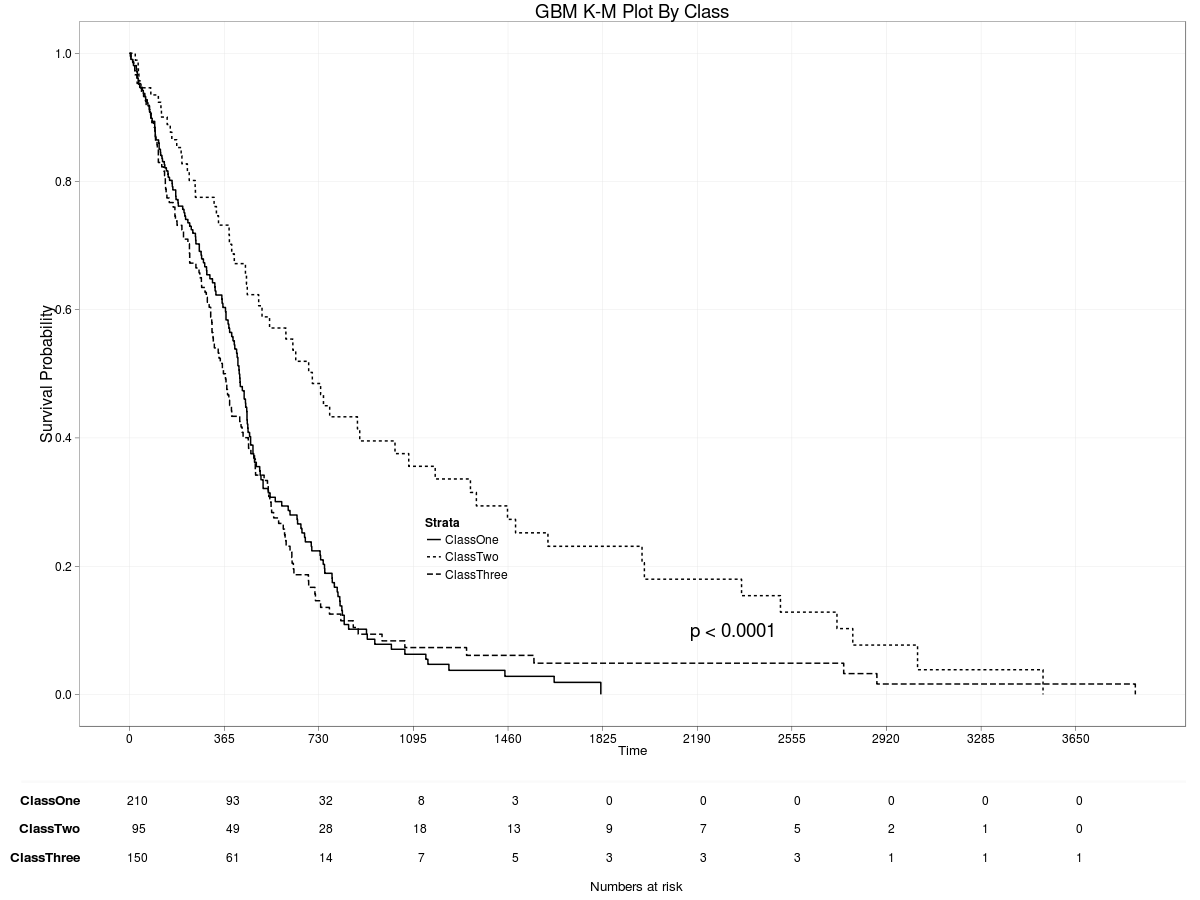 GBM K-M Plot By Class
1.0
0.8
0.6
0.4
0.2
0.0
Survival Probability
Strata
ClassOne
ClassTwo
ClassThree
p < 0.0001
0 365 730 1095 1460 1825 2190 2555 2920 3285 3650
Time
ClassOne 210 93 32 8 3 0 0 0 0 0 0
ClassTwo 95 49 28 18 13 9 7 5 2 1 0
ClassThree 150 61 14 7 5 3 3 3 1 1 1
Numbers at risk